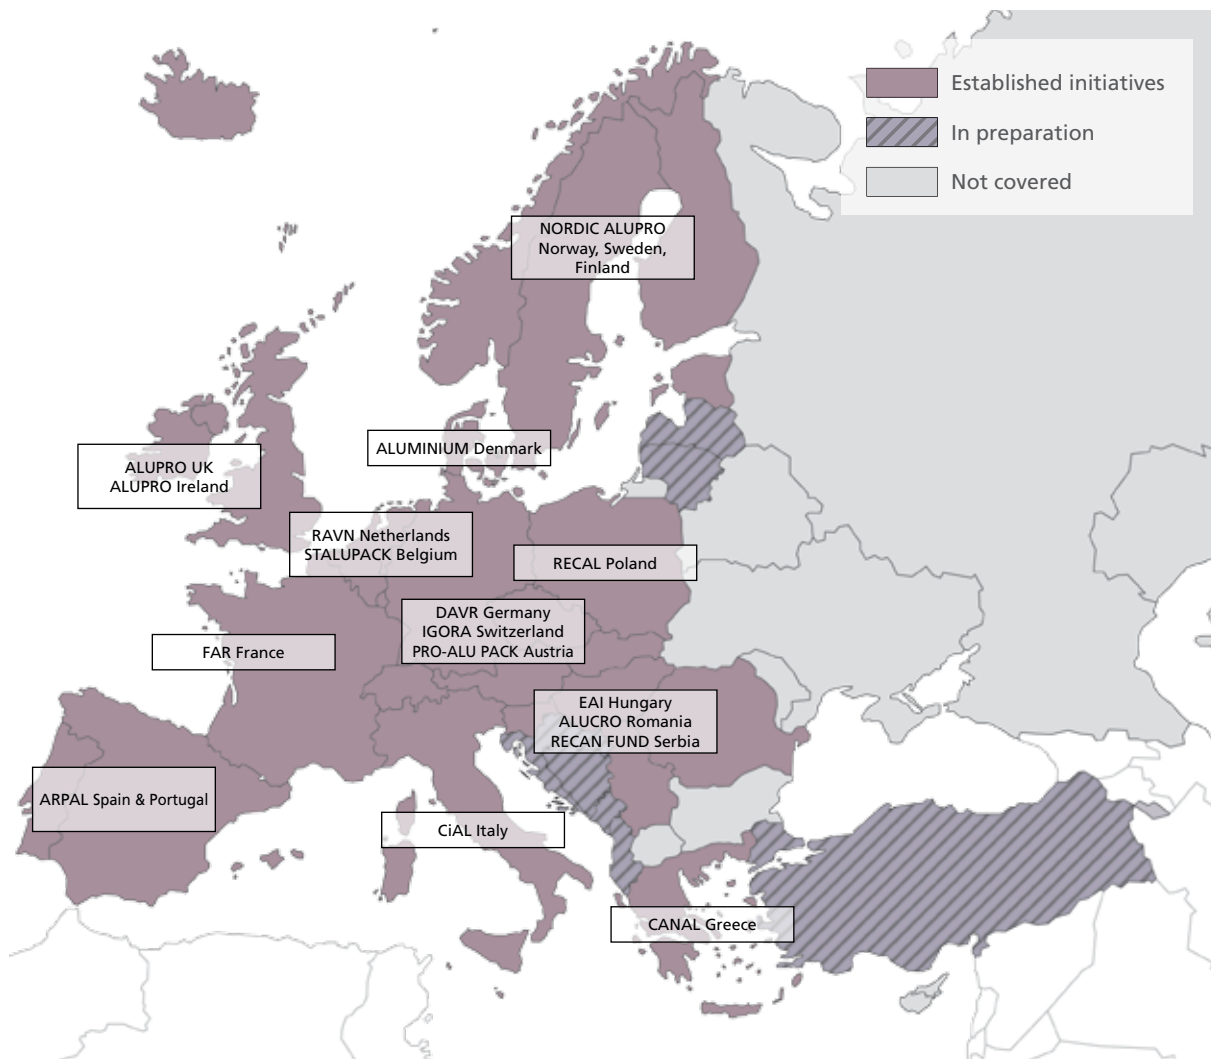 Established initiatives
In preparation
Not covered
NORDIC ALUPRO
Norway, Sweden,
Finland
ALUMINIUM Denmark
ALUPRO UK
ALUPRO Ireland
RAVN Netherlands
STALUPACK Belgium
RECAL Poland
DAVR Germany
IGORA Switzerland
PRO-ALU PACK Austria
FAR France
EAI Hungary
ALUCRO Romania
RECAN FUND Serbia
ARPAL Spain & Portugal
CiAL Italy
CANAL Greece